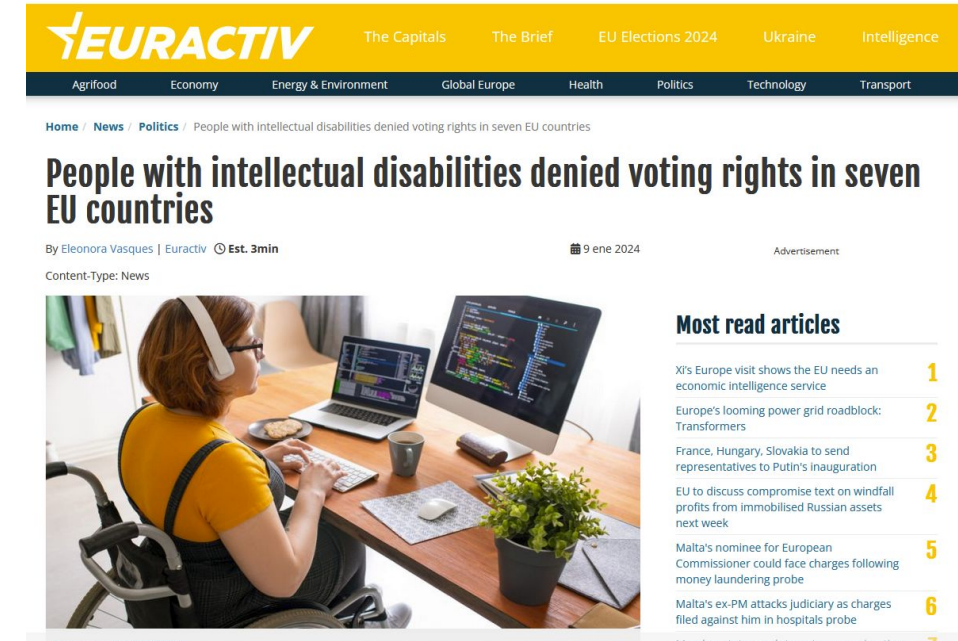 EURACTIV
The Capitals The Brief EU Elections 2024 Ukraine Intelligence
Agrifood Economy Energy & Environment Global Europe Health Politics Technology Transport
Home / News / Politics / People with intellectual disabilities denied voting rights in seven EU countries
People with intellectual disabilities denied voting rights in seven
EU countries
By Eleonora Vasques | Euractiv Est. 3min
9 ene 2024
Advertisement
Content-Type: News
Most read articles
Xi's Europe visit shows the EU needs an
economic intelligence service
1
Europe's looming power grid roadblock:
Transformers
2
France, Hungary, Slovakia to send
representatives to Putin's inauguration
3
EU to discuss compromise text on windfall
profits from immobilised Russian assets
next week
4
Malta's nominee for European
Commissioner could face charges following
money laundering probe
5
Malta's ex-PM attacks judiciary as charges
filed against him in hospitals probe
6